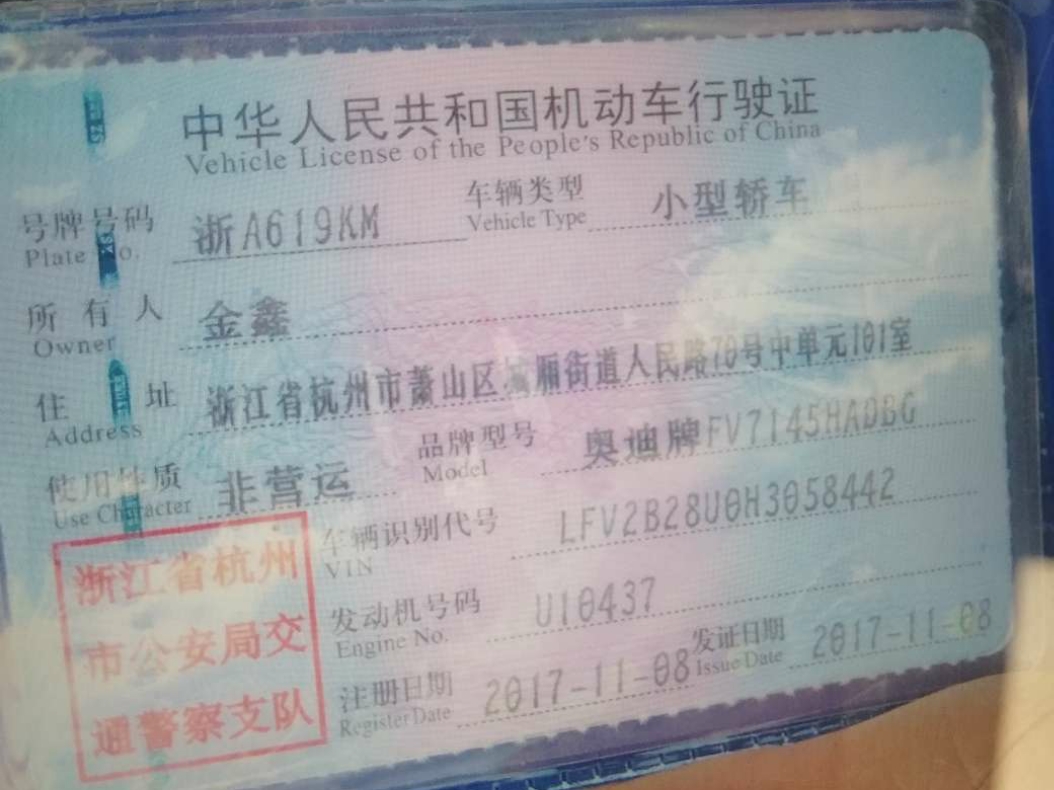 中华人民共和国机动车行驶证
Vehicle License of the People's Republic of China
号牌号码 浙A619KM 车辆类型 小型轿车
Plate No. Vehicle Type
所有人 金鑫
Owner
住址 浙江省杭州市萧山区城厢街道人民路70号中单元101室
Address
使用性质 非营运 品牌型号 奥迪牌FV7145HADBG
Use Character Model
车辆识别代号 LFV2B28U0H3058442
VIN
发动机号码 U10437
Engine No.
注册日期 2017-11-08 发证日期 2017-11-08
Register Date Issue Date
浙江省杭州
市公安局交
通警察支队